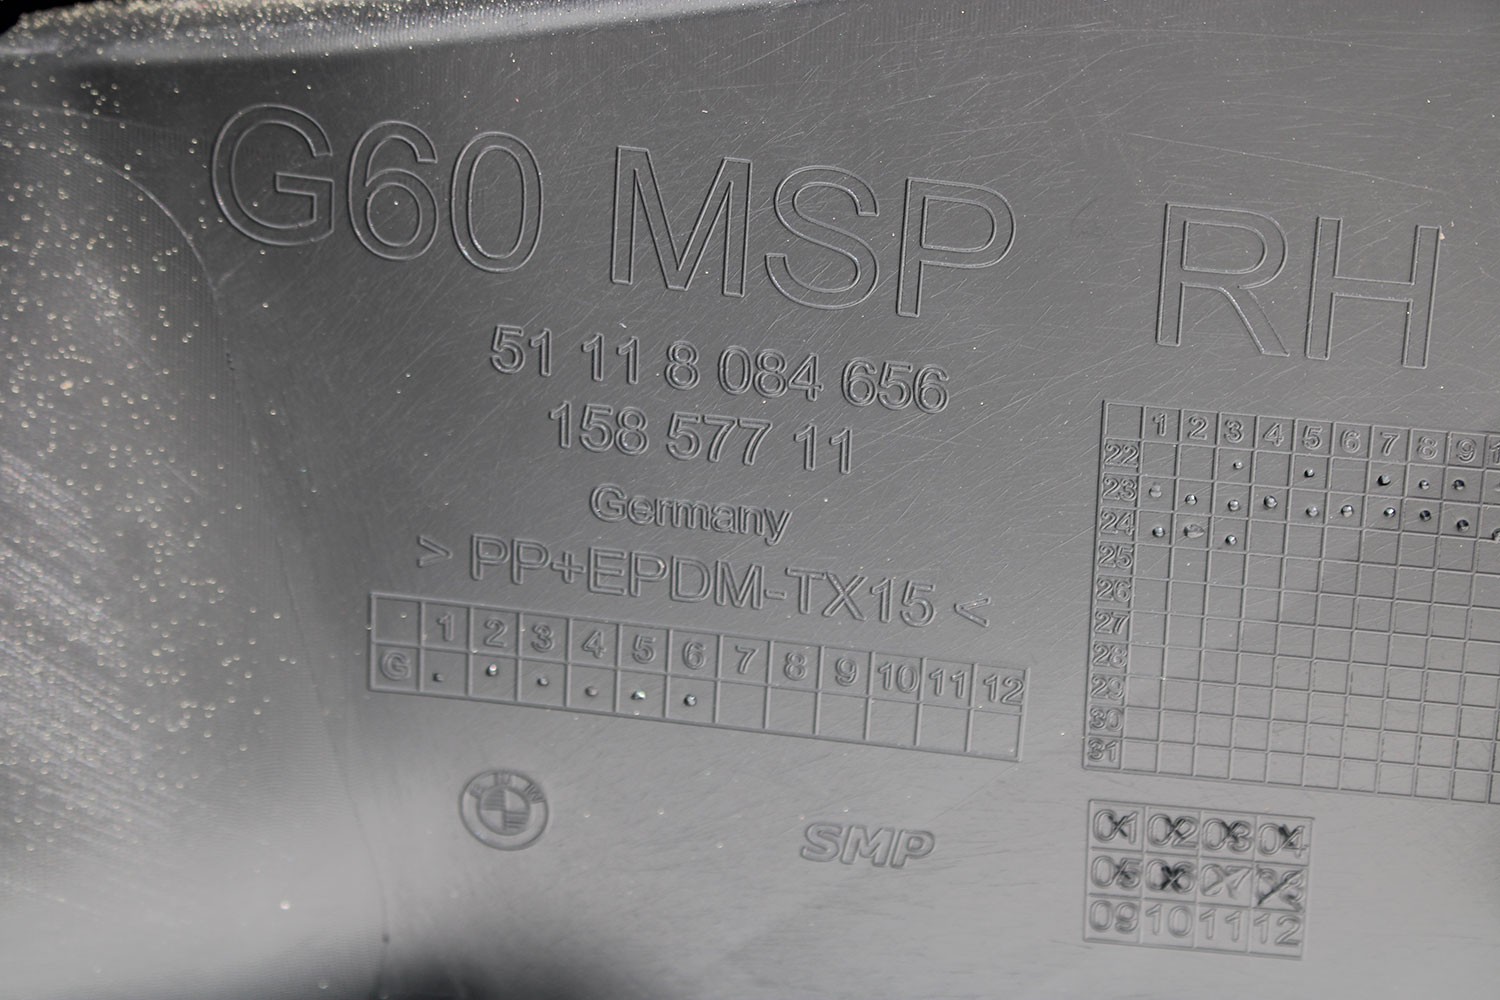 G60 MSP RH
51 11 8 084 656
158 577 11
Germany
> PP+EPDM-TX15 <
1 2 3 4 5 6 7 8 9 10 11 12
G
BMW
SMP
1 2 3 4 5 6 7 8 9
22
23
24
25
26
27
28
29
30
31
01 02 03 04
05 06 07 08
09 10 11 12